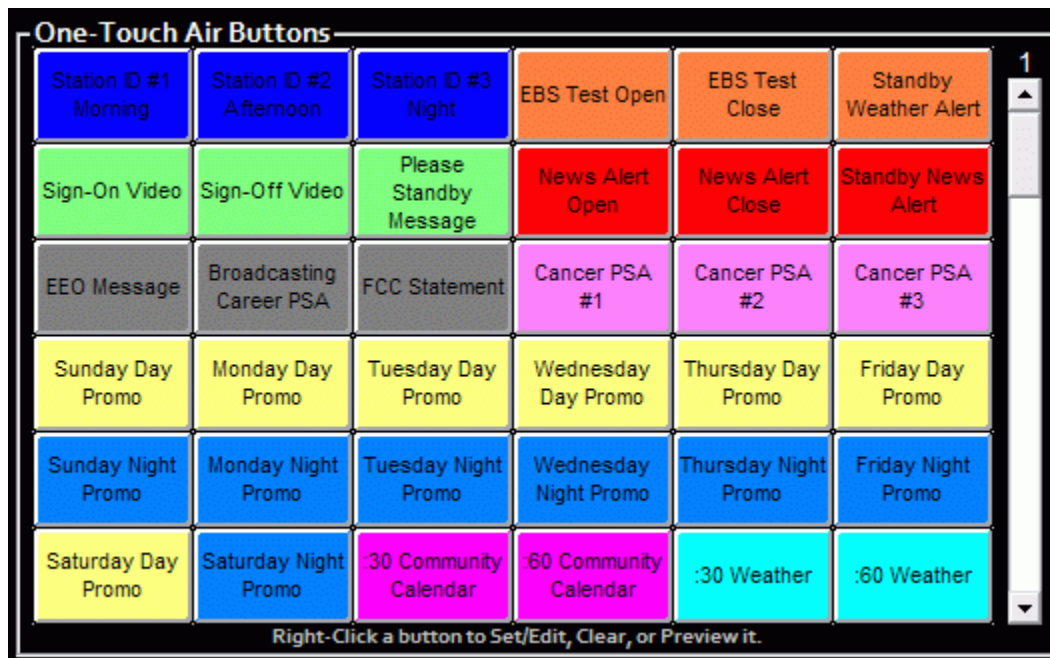 One-Touch Air Buttons
1
Station ID #1
Morning
Station ID #2
Afternoon
Station ID #3
Night
EBS Test Open
EBS Test
Close
Standby
Weather Alert
Sign-On Video
Sign-Off Video
Please
Standby
Message
News Alert
Open
News Alert
Close
Standby News
Alert
EEO Message
Broadcasting
Career PSA
FCC Statement
Cancer PSA
#1
Cancer PSA
#2
Cancer PSA
#3
Sunday Day
Promo
Monday Day
Promo
Tuesday Day
Promo
Wednesday
Day Promo
Thursday Day
Promo
Friday Day
Promo
Sunday Night
Promo
Monday Night
Promo
Tuesday Night
Promo
Wednesday
Night Promo
Thursday Night
Promo
Friday Night
Promo
Saturday Day
Promo
Saturday Night
Promo
:30 Community
Calendar
:60 Community
Calendar
:30 Weather
:60 Weather
Right-Click a button to Set/Edit, Clear, or Preview it.